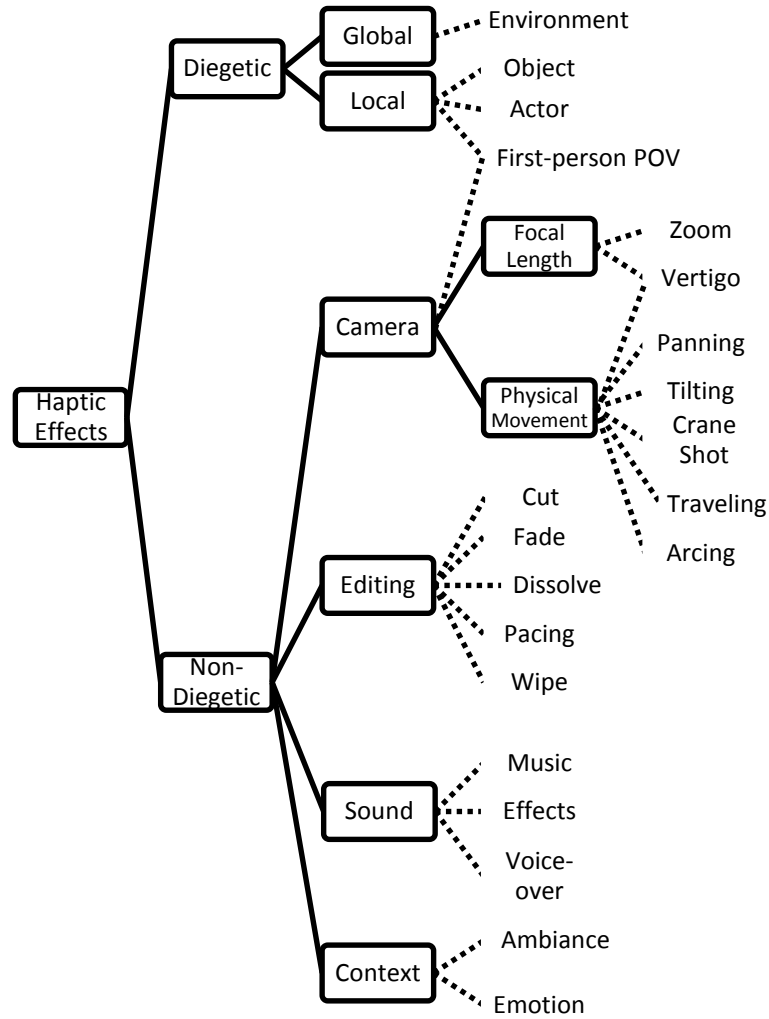 Haptic
Effects
Diegetic
Global
Environment
Local
Object
Actor
First-person POV
Non-
Diegetic
Camera
Focal
Length
Zoom
Vertigo
Physical
Movement
Panning
Tilting
Crane
Shot
Traveling
Arcing
Editing
Cut
Fade
Dissolve
Pacing
Wipe
Sound
Music
Effects
Voice-
over
Context
Ambiance
Emotion